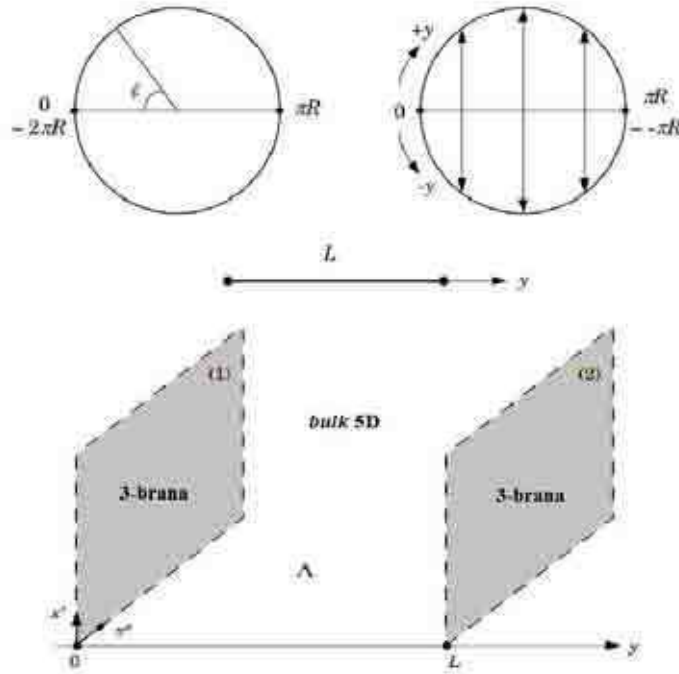 +y
0
πR
0
πR
- 2πR
- -πR
-y
L
y
(1)
(2)
bulk 5D
3-brana
3-brana
Λ
0
L
y